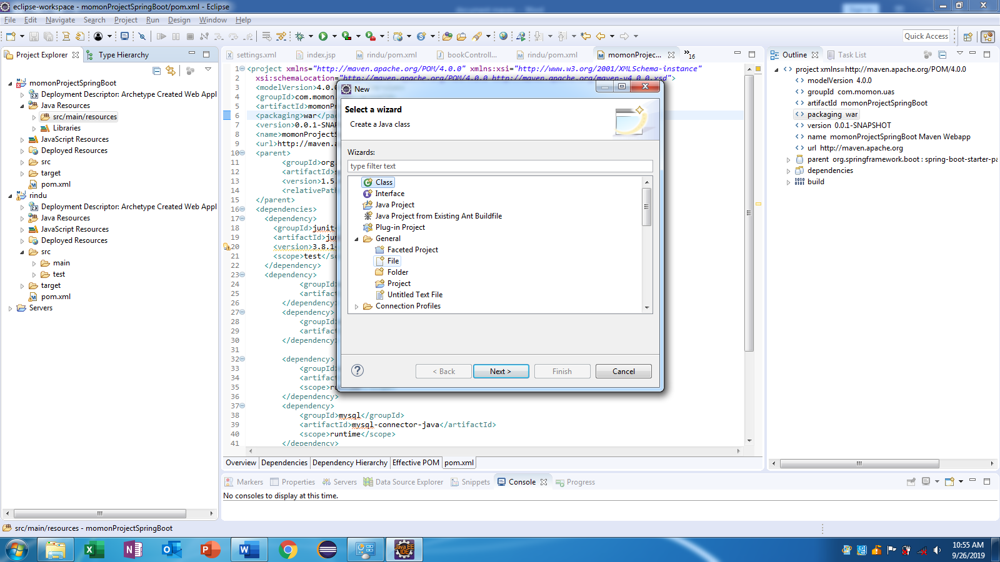 eclipse-workspace - momonProjectSpringBoot/pom.xml - Eclipse
File Edit Navigate Search Project Run Design Window Help
Quick Access
Project Explorer
Type Hierarchy
momonProjectSpringBoot
Deployment Descriptor: Archetype Created Web Appl
Java Resources
src/main/resources
Libraries
JavaScript Resources
Deployed Resources
src
target
pom.xml
rindu
Deployment Descriptor: Archetype Created Web Appl
Java Resources
JavaScript Resources
Deployed Resources
src
main
test
target
pom.xml
Servers
settings.xml
index.jsp
rindu/pom.xml
bookControll...
rindu/pom.xml
momonProjec...
»16
1 <project xmlns="http://maven.apache.org/POM/4.0.0" xmlns:xsi="http://www.w3.org/2001/XMLSchema-instance"
2 xsi:schemaLocation="http://maven.apache.org/POM/4.0.0 http://maven.apache.org/maven-v4_0_0.xsd">
3 <modelVersion>4.0.
4 <groupId>com.momon
5 <artifactId>momonP
6 <packaging>war</pac
7 <version>0.0.1-SNAP
8 <name>momonProjectS
9 <url>http://maven.a
10 <parent>
11 <groupId>org
12 <artifactId>s
13 <version>1.5
14 <relativePat
15 </parent>
16 <dependencies>
17 <dependency>
18 <groupId>junit
19 <artifactId>ju
20 <version>3.8.1
21 <scope>test</s
22 </dependency>
23 <dependency>
24 <groupId
25 <artifac
26 </dependency
27 <dependency>
28 <groupId
29 <artifac
30 </dependency
31
32 <dependency>
33 <groupId
34 <artifac
35 <scope>r
36 </dependency>
37 <dependency>
38 <groupId>mysql</groupId>
39 <artifactId>mysql-connector-java</artifactId>
40 <scope>runtime</scope>
41 </dependency>
Overview Dependencies Dependency Hierarchy Effective POM pom.xml
New
Select a wizard
Create a Java class
Wizards:
type filter text
Class
Interface
Java Project
Java Project from Existing Ant Buildfile
Plug-in Project
General
Faceted Project
File
Folder
Project
Untitled Text File
Connection Profiles
?
< Back
Next >
Finish
Cancel
Outline
Task List
project xmlns=http://maven.apache.org/POM/4.0.0
modelVersion 4.0.0
groupId com.momon.uas
artifactId momonProjectSpringBoot
packaging war
version 0.0.1-SNAPSHOT
name momonProjectSpringBoot Maven Webapp
url http://maven.apache.org
parent org.springframework.boot : spring-boot-starter-pa
dependencies
build
Markers Properties Servers Data Source Explorer Snippets Console Progress
No consoles to display at this time.
src/main/resources - momonProjectSpringBoot
Java EE
IDE
10:55 AM
9/26/2019